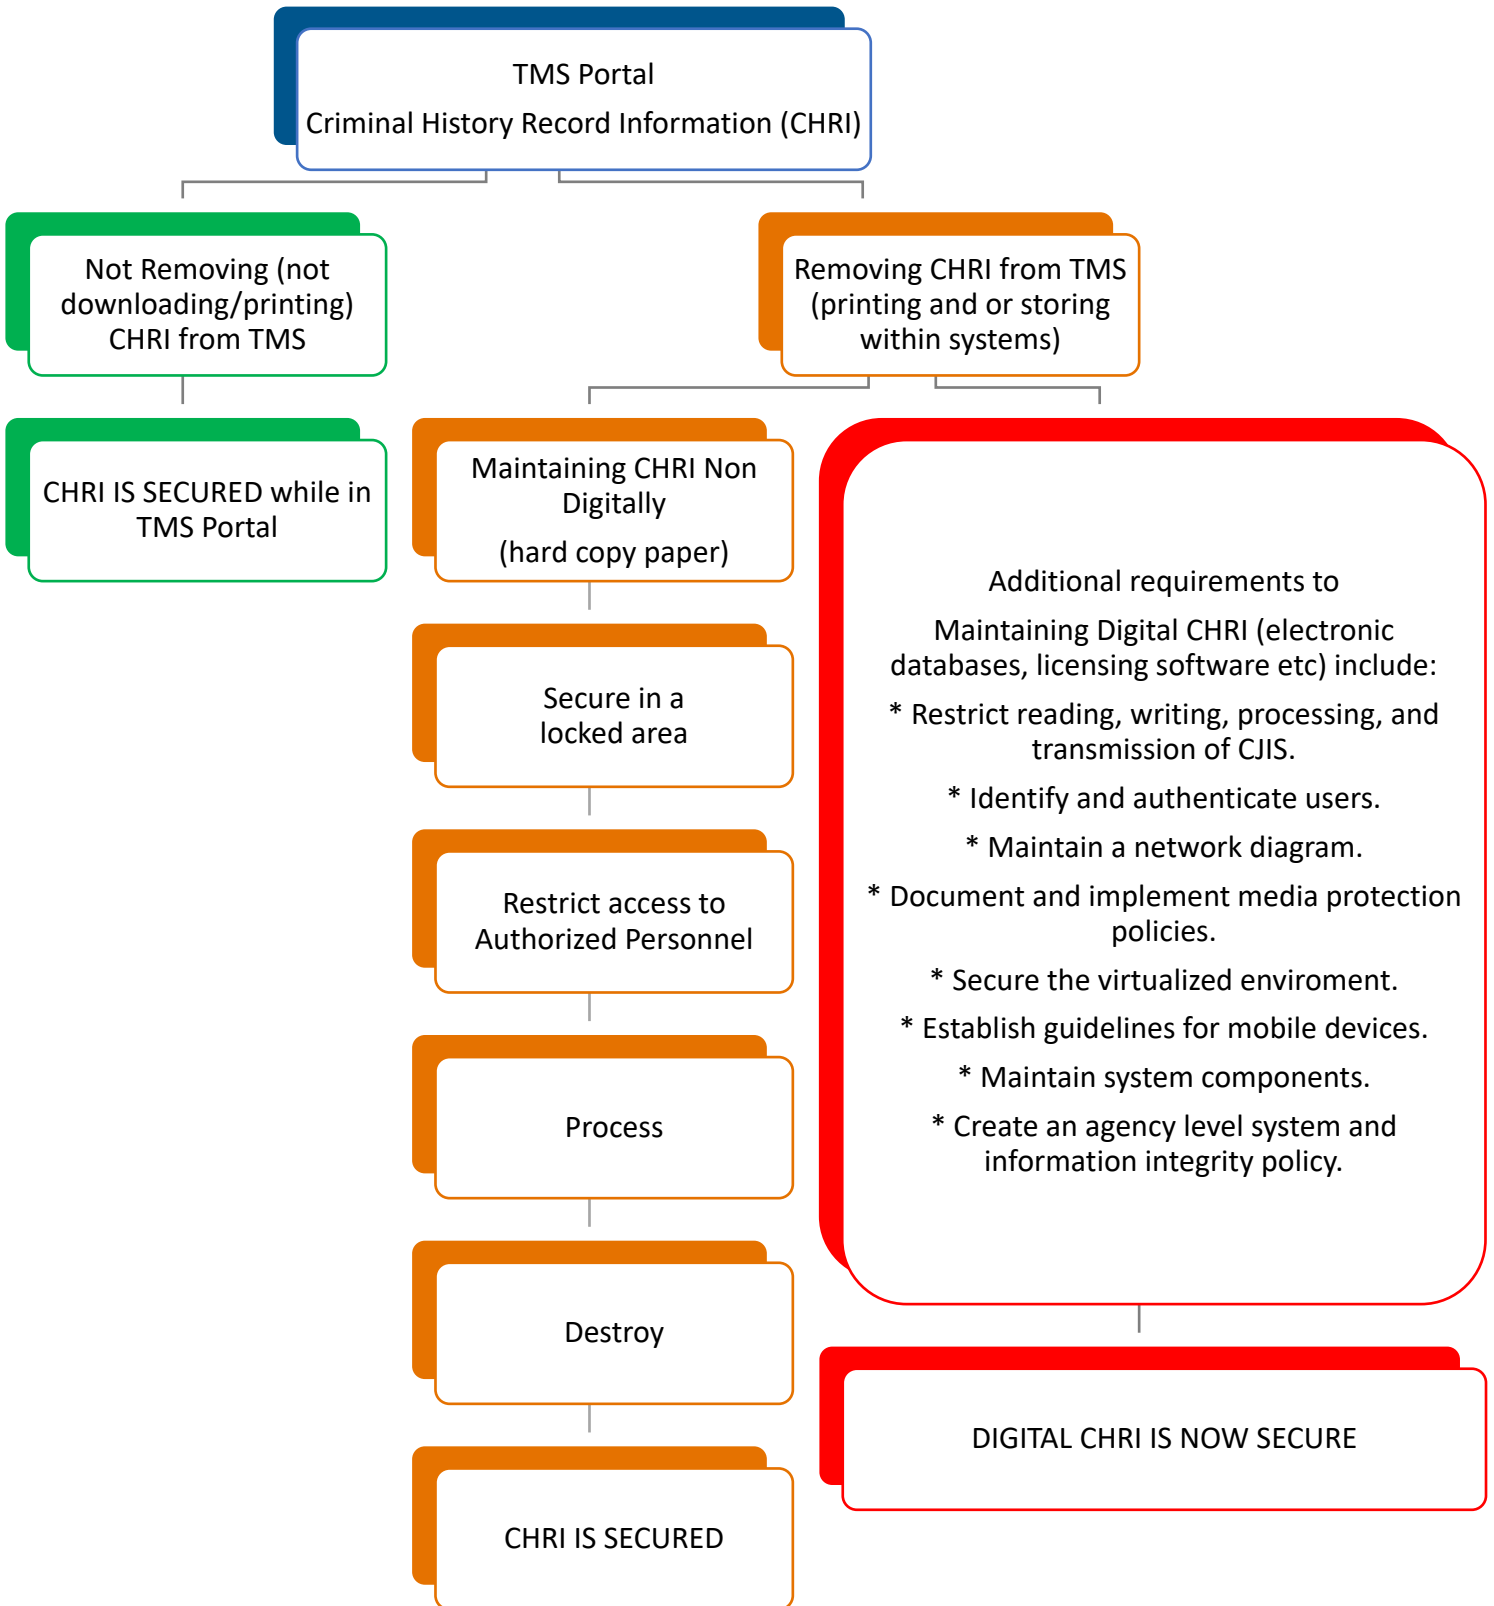 TMS Portal
Criminal History Record Information (CHRI)
Not Removing (not
downloading/printing)
CHRI from TMS
Removing CHRI from TMS
(printing and or storing
within systems)
CHRI IS SECURED while in
TMS Portal
Maintaining CHRI Non
Digitally
(hard copy paper)
Secure in a
locked area
Restrict access to
Authorized Personnel
Process
Destroy
CHRI IS SECURED
Additional requirements to
Maintaining Digital CHRI (electronic
databases, licensing software etc) include:
* Restrict reading, writing, processing, and
transmission of CJIS.
* Identify and authenticate users.
* Maintain a network diagram.
* Document and implement media protection
policies.
* Secure the virtualized enviroment.
* Establish guidelines for mobile devices.
* Maintain system components.
* Create an agency level system and
information integrity policy.
DIGITAL CHRI IS NOW SECURE